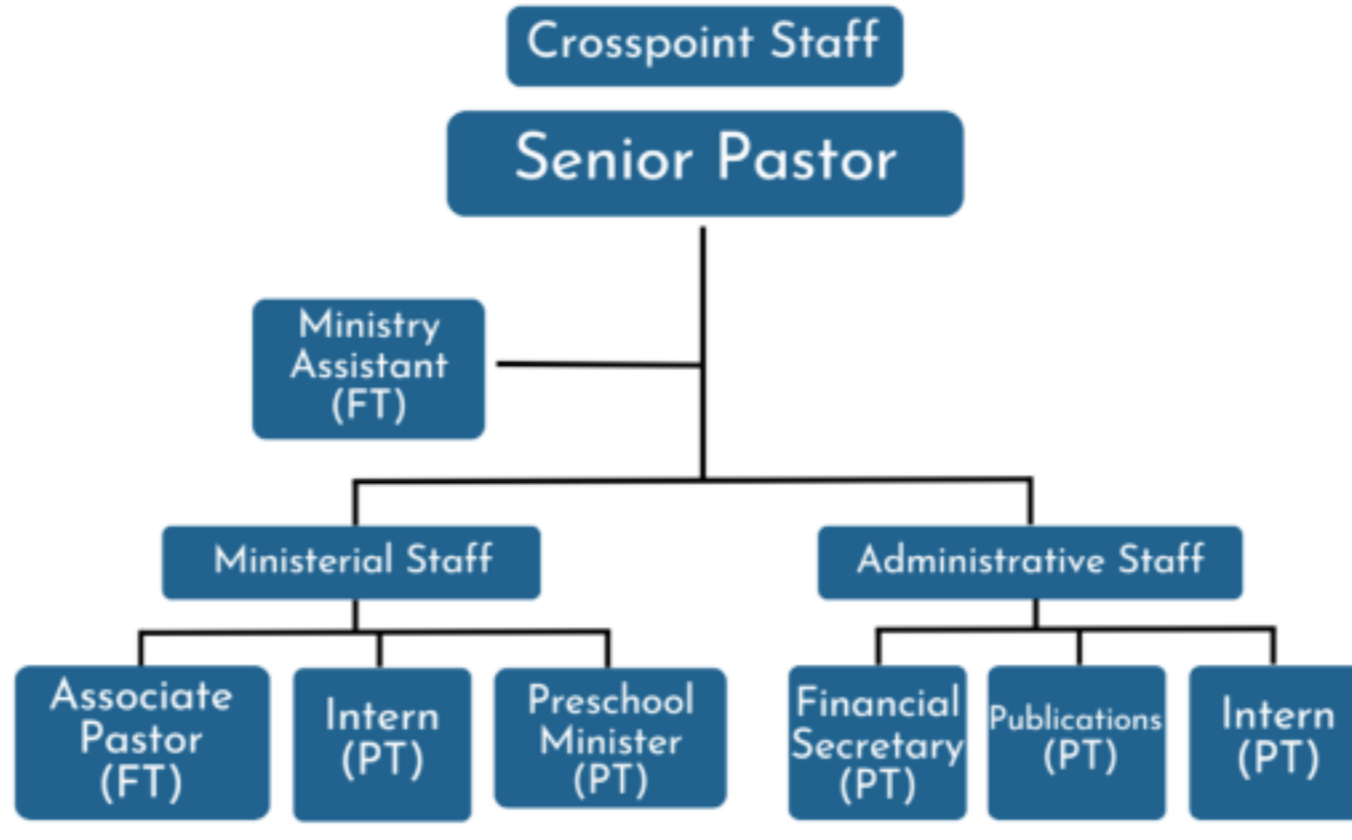 Crosspoint Staff
Senior Pastor
Ministry
Assistant
(FT)
Ministerial Staff
Administrative Staff
Associate
Pastor
(FT)
Intern
(PT)
Preschool
Minister
(PT)
Financial
Secretary
(PT)
Publications
(PT)
Intern
(PT)